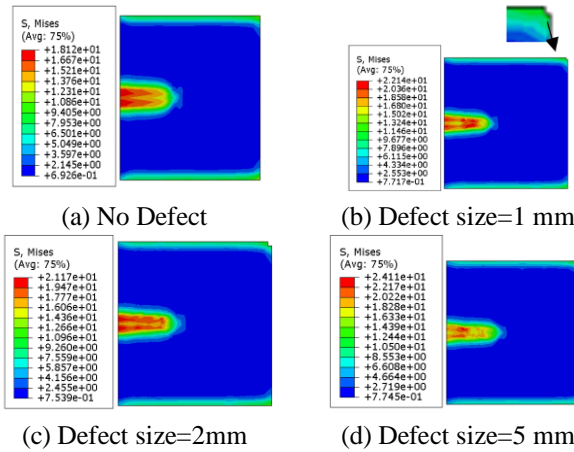 S, Mises
(Avg: 75%)
+1.812e+01
+1.667e+01
+1.521e+01
+1.376e+01
+1.231e+01
+1.086e+01
+9.405e+00
+7.953e+00
+6.501e+00
+5.049e+00
+3.597e+00
+2.145e+00
+6.926e-01
(a) No Defect
S, Mises
(Avg: 75%)
+2.214e+01
+2.036e+01
+1.858e+01
+1.680e+01
+1.502e+01
+1.324e+01
+1.146e+01
+9.677e+00
+7.896e+00
+6.115e+00
+4.334e+00
+2.553e+00
+7.717e-01
(b) Defect size=1 mm
S, Mises
(Avg: 75%)
+2.117e+01
+1.947e+01
+1.777e+01
+1.606e+01
+1.436e+01
+1.266e+01
+1.096e+01
+9.260e+00
+7.559e+00
+5.857e+00
+4.156e+00
+2.455e+00
+7.539e-01
(c) Defect size=2mm
S, Mises
(Avg: 75%)
+2.411e+01
+2.217e+01
+2.022e+01
+1.828e+01
+1.633e+01
+1.439e+01
+1.244e+01
+1.050e+01
+8.553e+00
+6.608e+00
+4.664e+00
+2.719e+00
+7.745e-01
(d) Defect size=5 mm